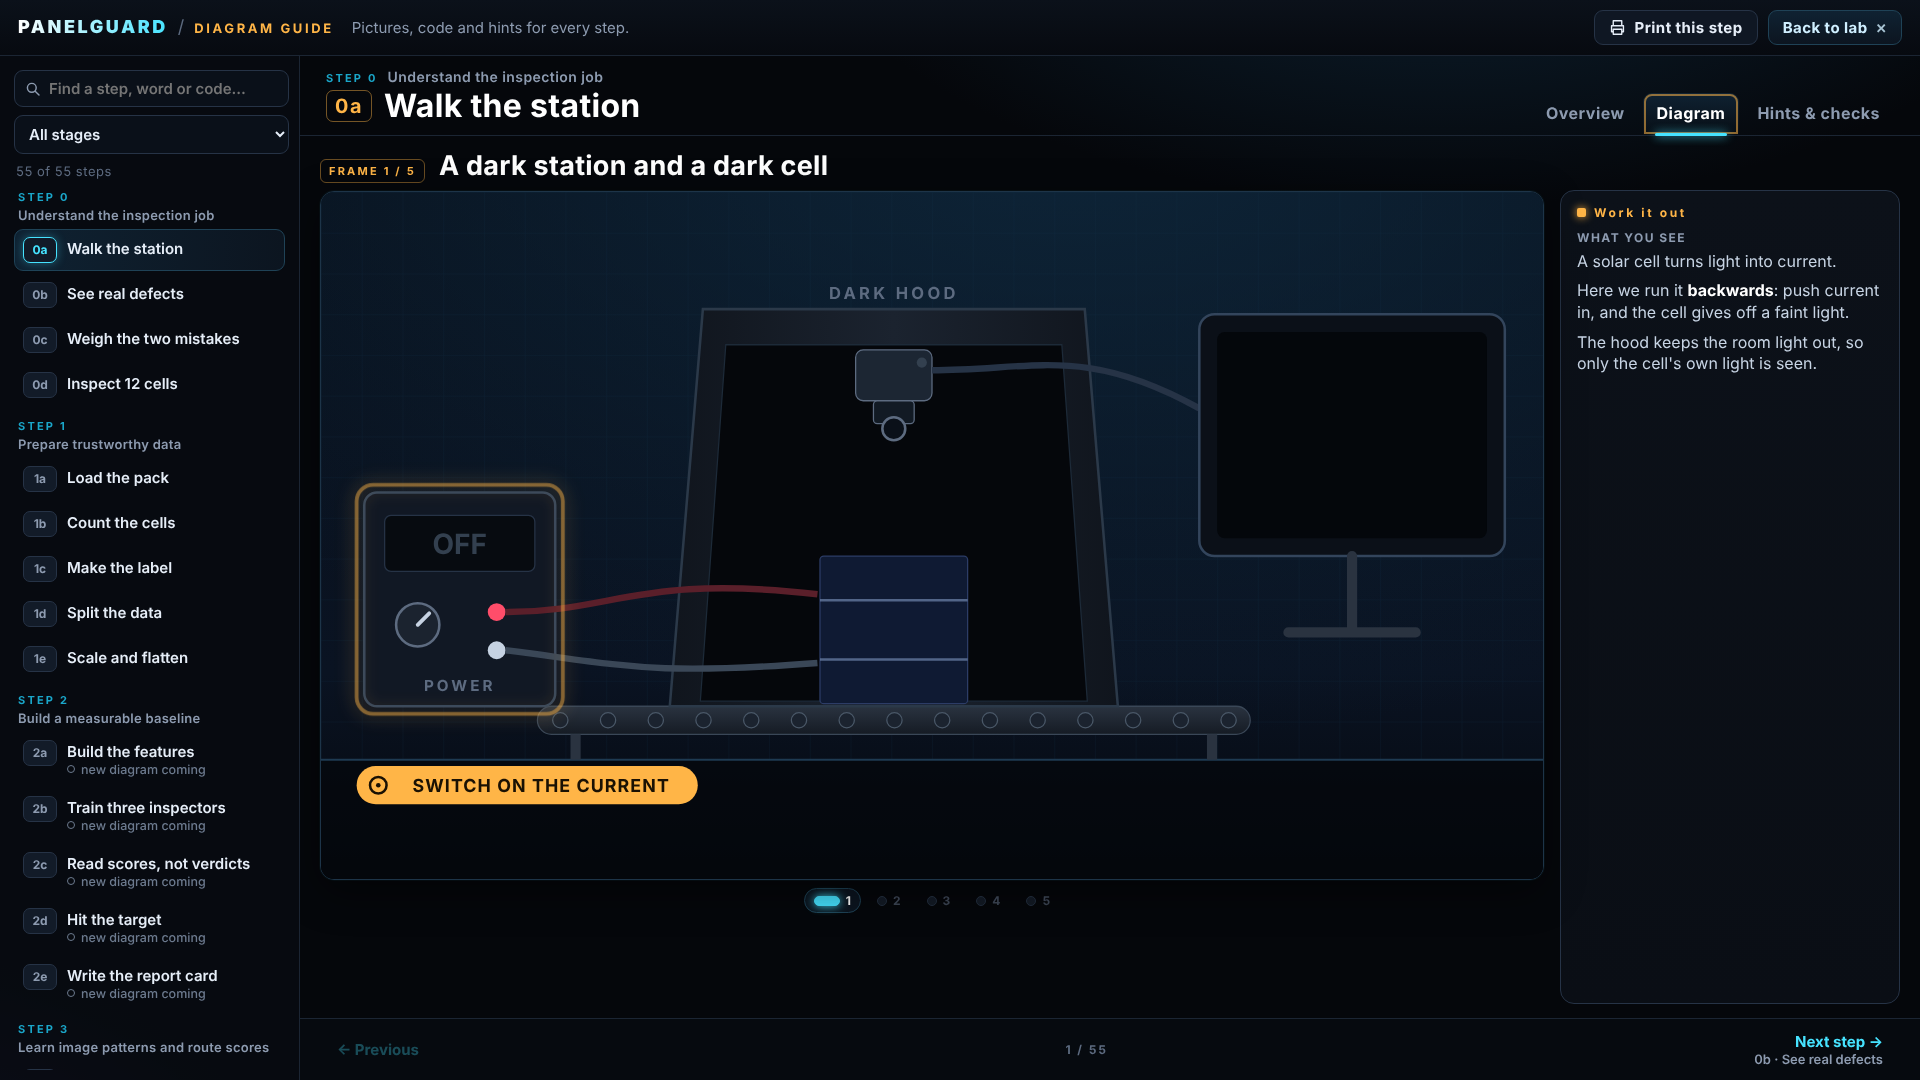 PANELGUARD / DIAGRAM GUIDE Pictures, code and hints for every step.
Print this step
Back to lab ×
Find a step, word or code...
All stages
55 of 55 steps
STEP 0
Understand the inspection job
0a Walk the station
0b See real defects
0c Weigh the two mistakes
0d Inspect 12 cells
STEP 1
Prepare trustworthy data
1a Load the pack
1b Count the cells
1c Make the label
1d Split the data
1e Scale and flatten
STEP 2
Build a measurable baseline
2a Build the features
new diagram coming
2b Train three inspectors
new diagram coming
2c Read scores, not verdicts
new diagram coming
2d Hit the target
new diagram coming
2e Write the report card
new diagram coming
STEP 3
Learn image patterns and route scores
STEP 0 Understand the inspection job
0a Walk the station
Overview
Diagram
Hints & checks
FRAME 1 / 5 A dark station and a dark cell
DARK HOOD
OFF
POWER
SWITCH ON THE CURRENT
1 2 3 4 5
Work it out
WHAT YOU SEE
A solar cell turns light into current.
Here we run it backwards: push current
in, and the cell gives off a faint light.
The hood keeps the room light out, so
only the cell's own light is seen.
← Previous
1 / 55
Next step →
0b · See real defects